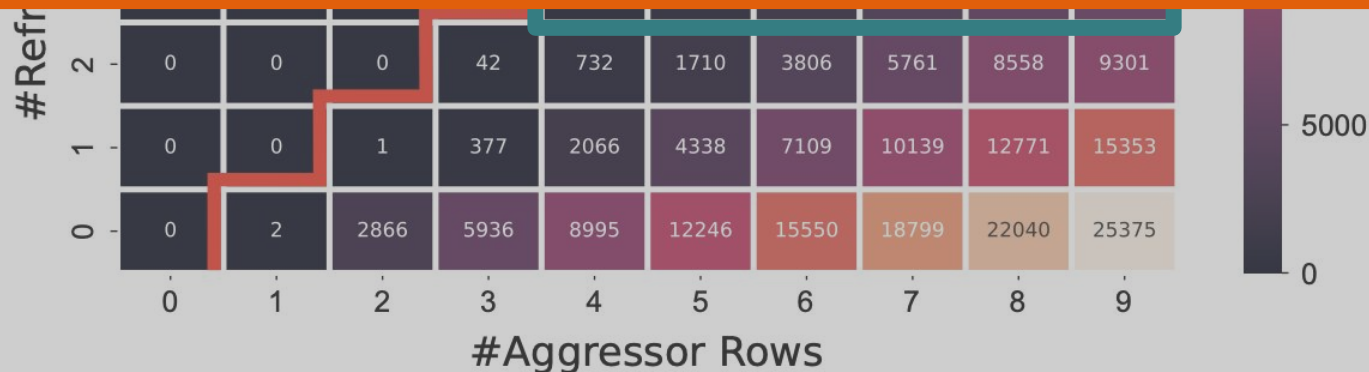 #Refr
2 0 0 0 42 732 1710 3806 5761 8558 9301
1 0 0 1 377 2066 4338 7109 10139 12771 15353 5000
0 0 2 2866 5936 8995 12246 15550 18799 22040 25375 0
0 1 2 3 4 5 6 7 8 9
#Aggressor Rows